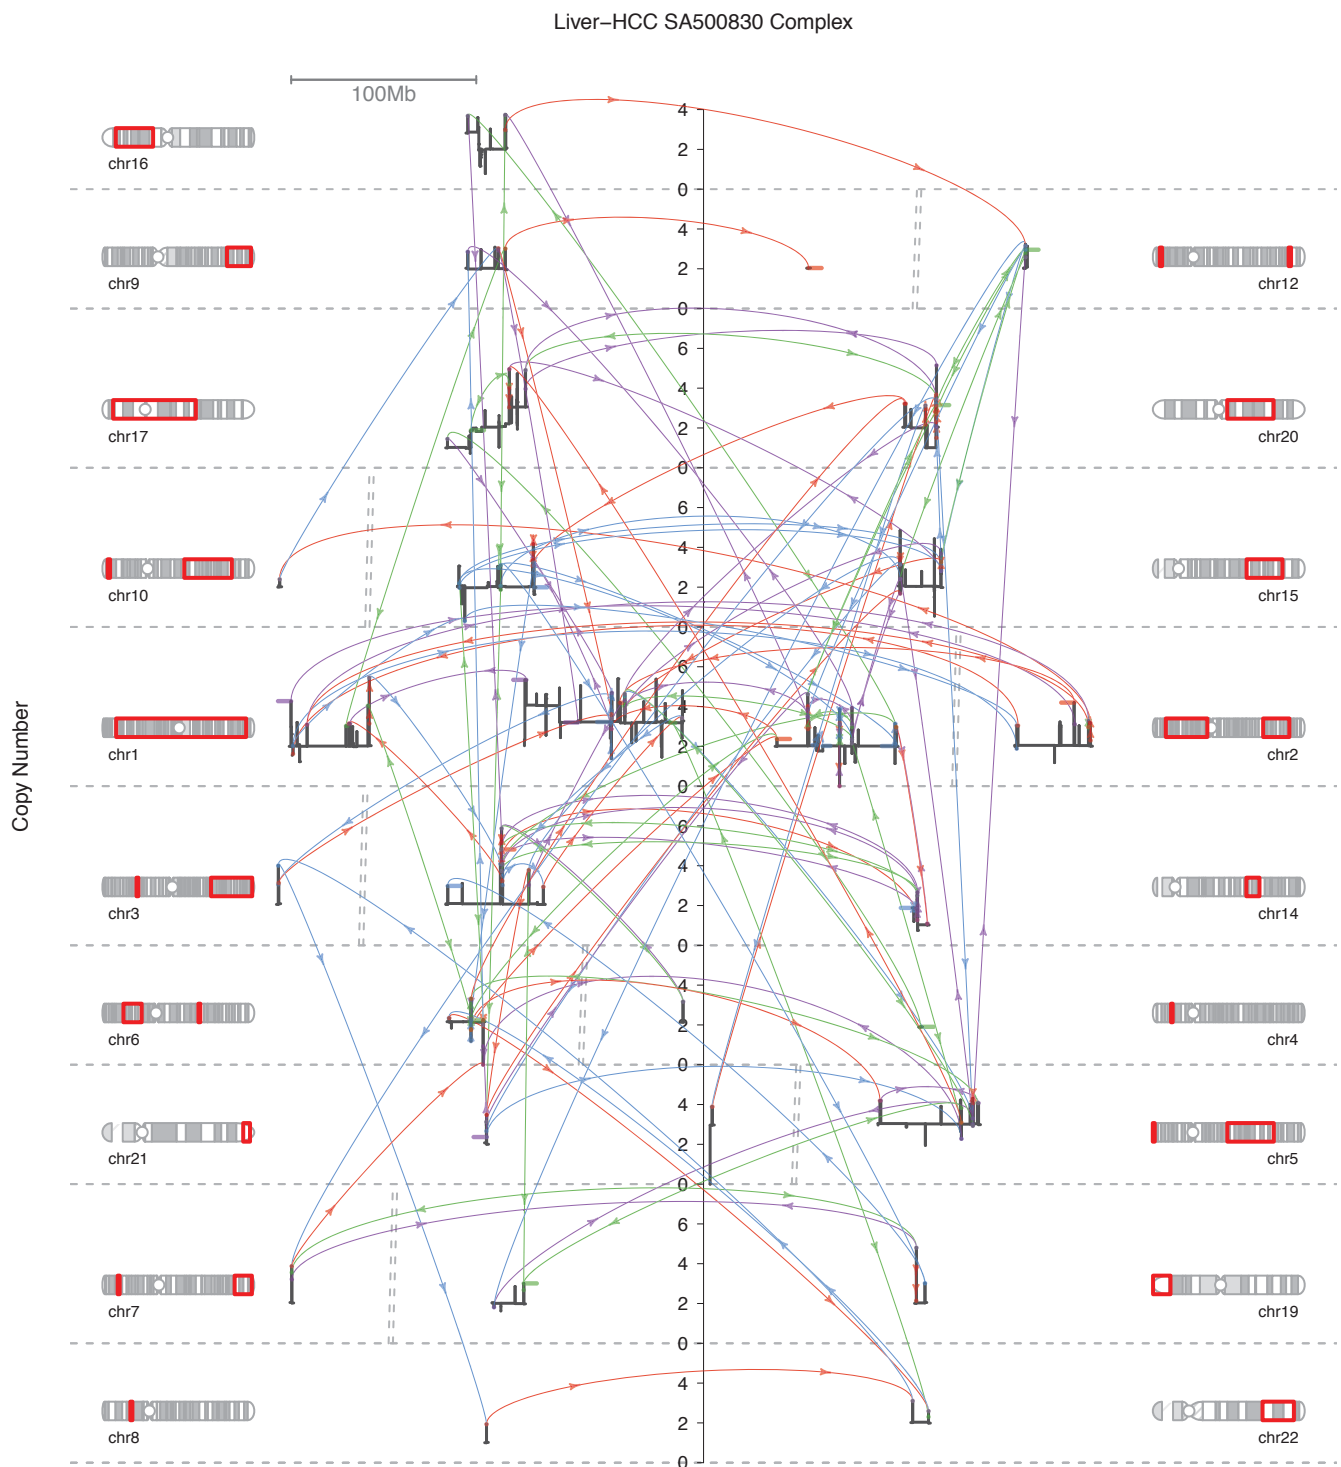 Liver−HCC SA500830 Complex
100Mb
Copy Number
chr16
4
2
0
chr9
chr12
4
2
0
chr17
chr20
6
4
2
0
chr10
chr15
6
4
2
0
chr1
chr2
6
4
2
0
chr3
chr14
6
4
2
0
chr6
chr4
4
2
0
chr21
chr5
4
2
0
chr7
chr19
6
4
2
0
chr8
chr22
4
2
0